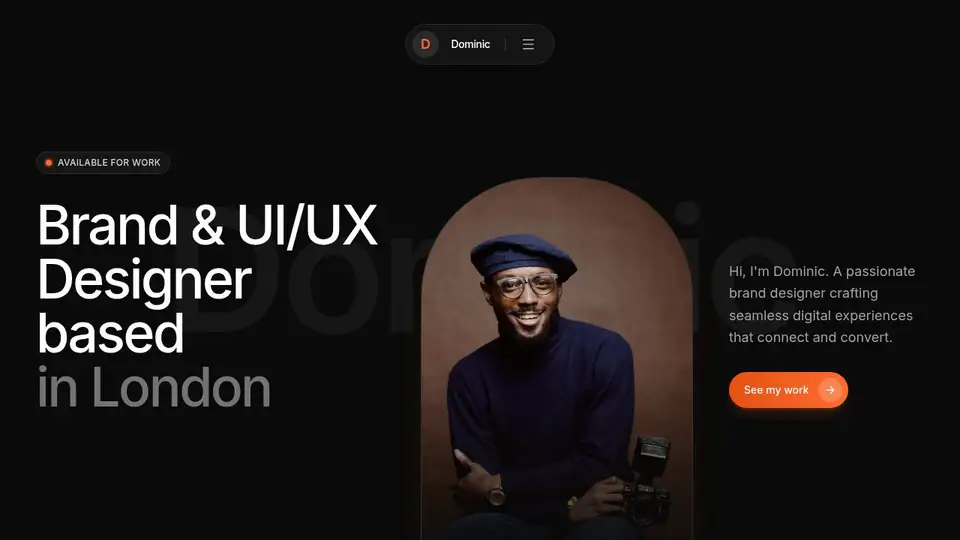 D Dominic
AVAILABLE FOR WORK
Dominic
Brand & UI/UX
Designer
based
in London
Hi, I'm Dominic. A passionate
brand designer crafting
seamless digital experiences
that connect and convert.
See my work